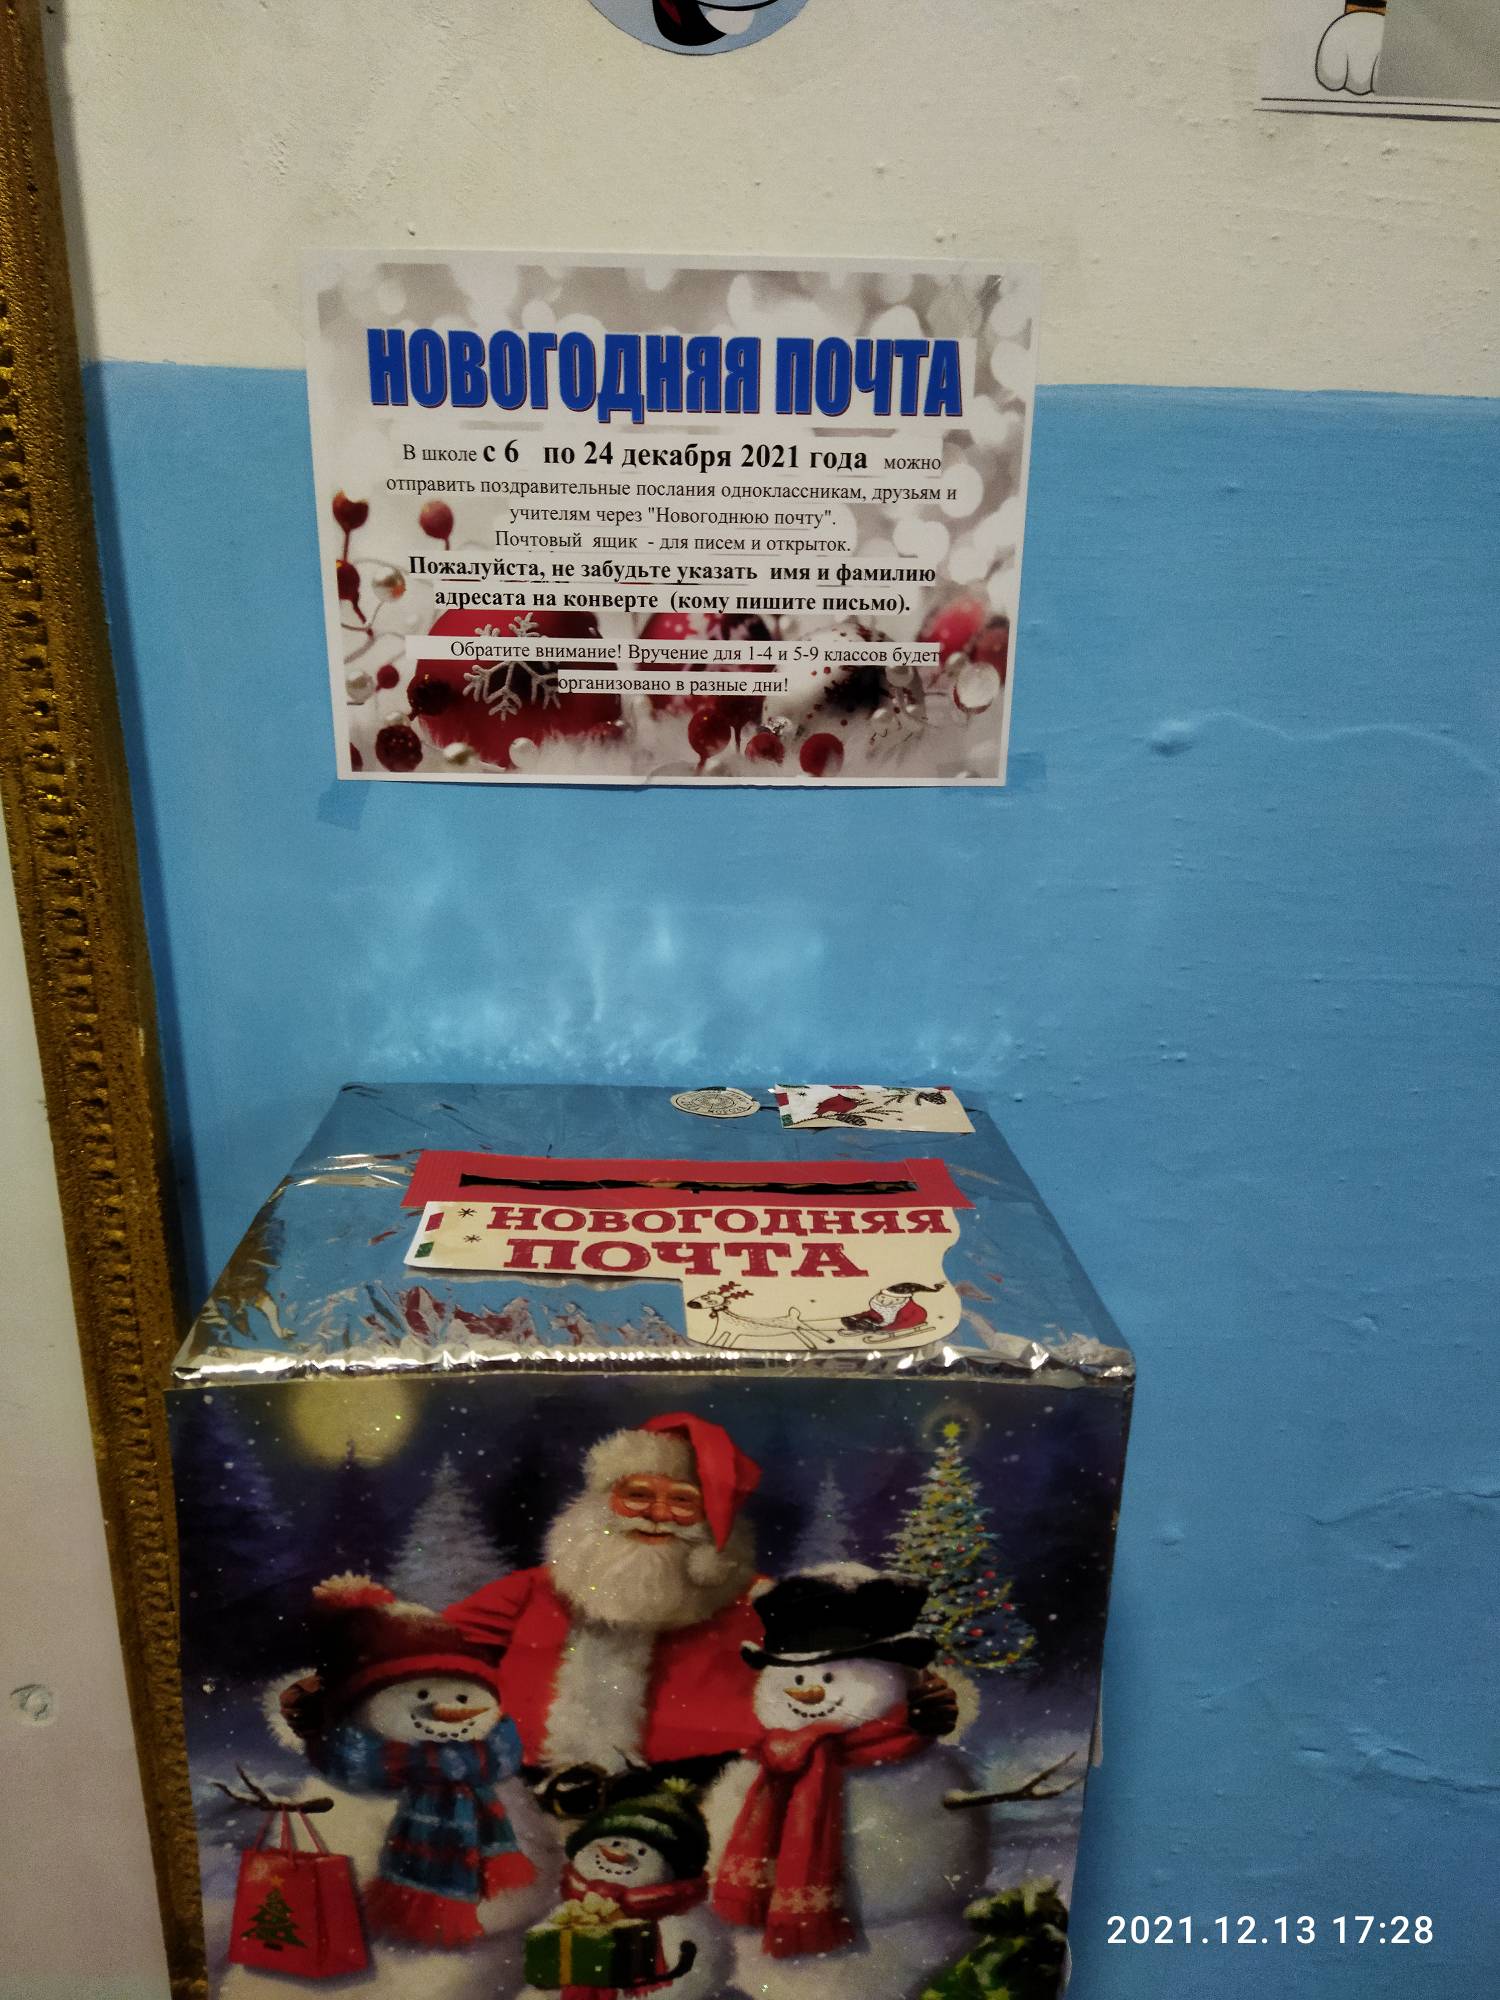 НОВОГОДНЯЯ ПОЧТА
В школе с 6 по 24 декабря 2021 года можно
отправить поздравительные послания одноклассникам, друзьям и
учителям через "Новогоднюю почту".
Почтовый ящик - для писем и открыток.
Пожалуйста, не забудьте указать имя и фамилию
адресата на конверте (кому пишите письмо).
Обратите внимание! Вручение для 1-4 и 5-9 классов будет
организовано в разные дни!
НОВОГОДНЯЯ
ПОЧТА
2021.12.13 17:28